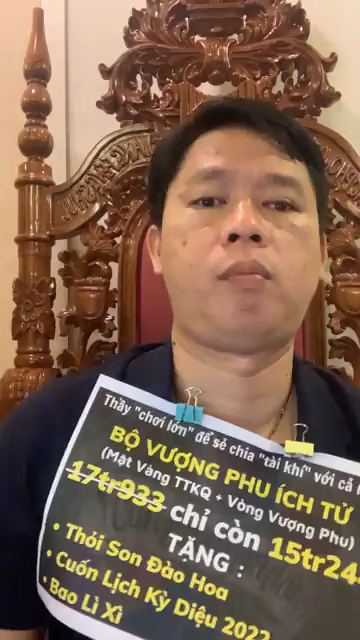 Thầy "chơi lớn" để sẻ chia "tài khí" với cả
BỘ VƯỢNG PHU ÍCH TỬ
(Mặt Vàng TTKQ + Vòng Vượng Phu)
17tr933 chỉ còn 15tr24
TẶNG :
• Thỏi Son Đào Hoa
• Cuốn Lịch Kỳ Diệu 2023
• Bao Lì Xì